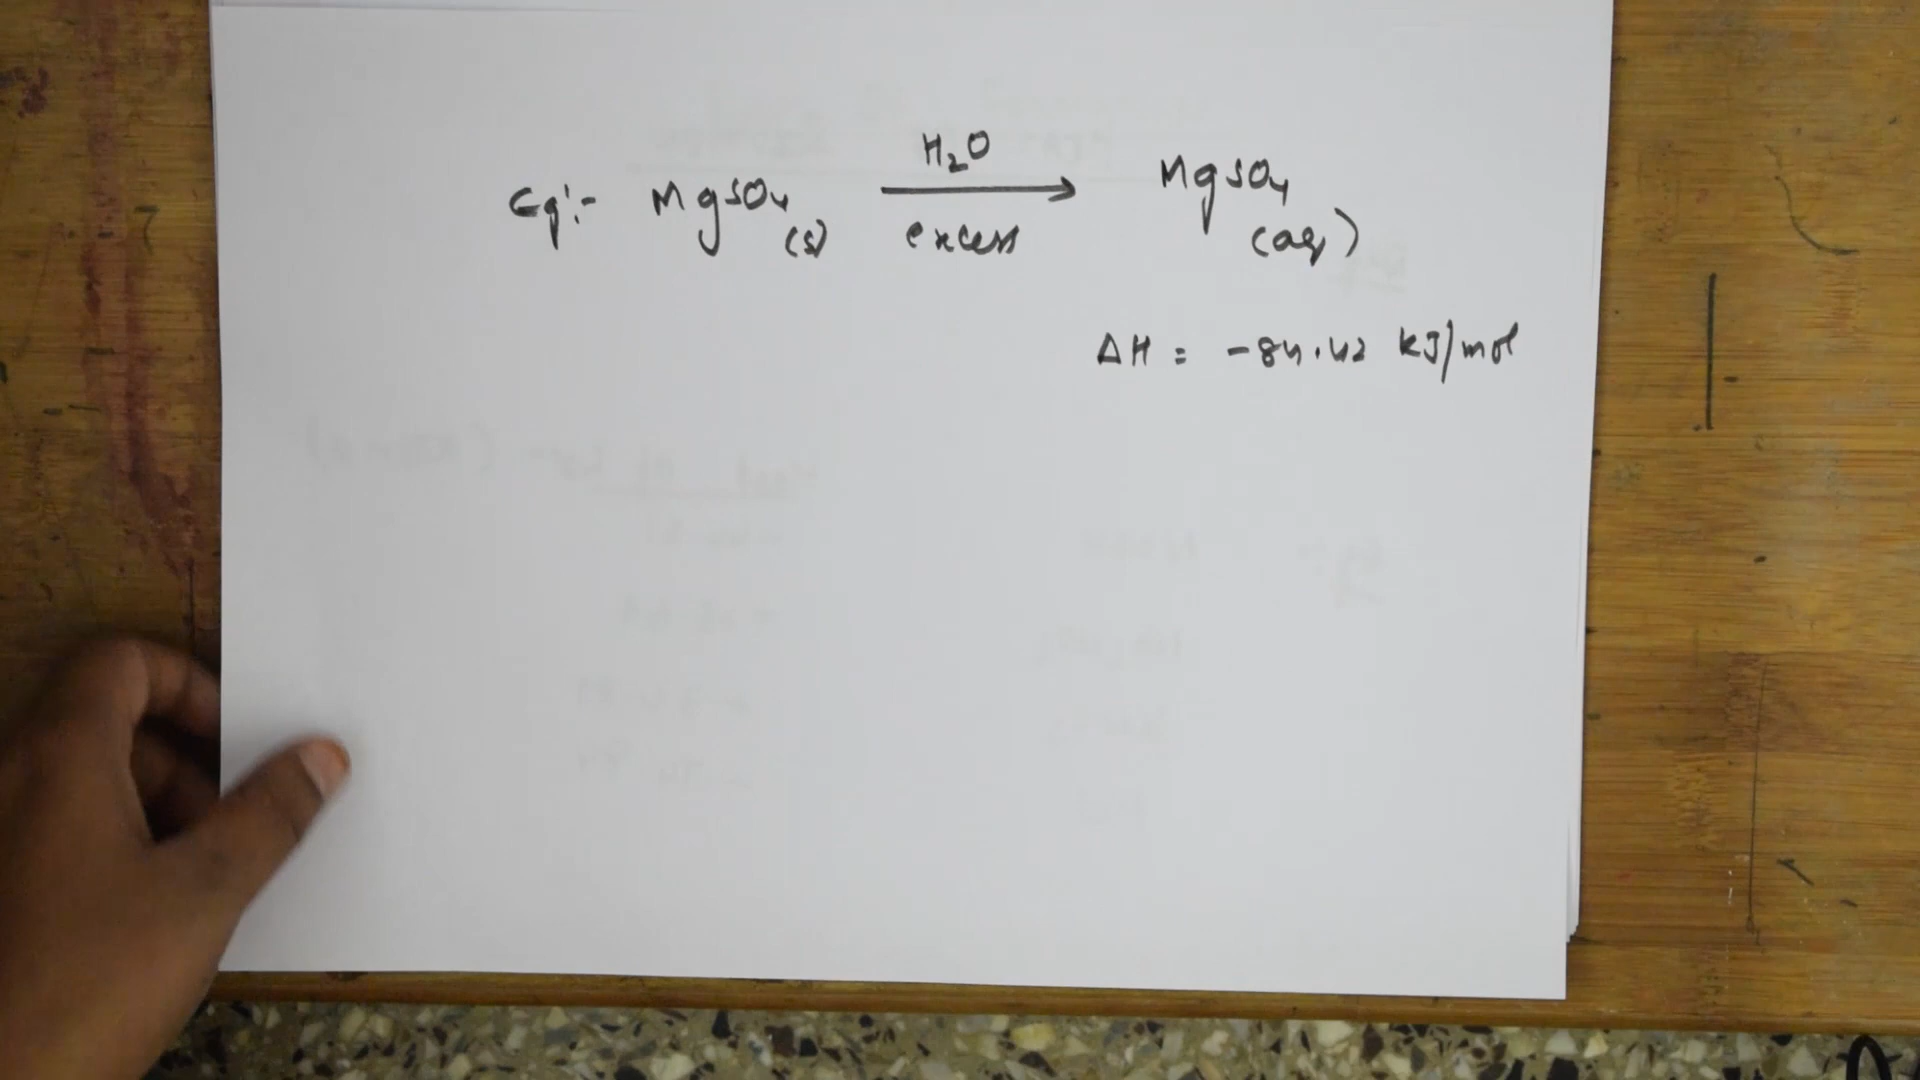 Eg:- MgSO₄ (s) H₂O excess → MgSO₄ (aq)
ΔH = -84.42 kJ/mol